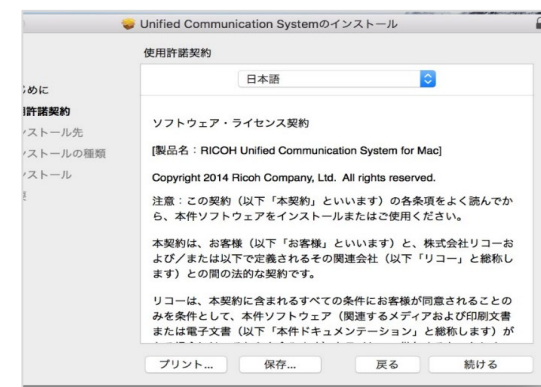 Unified Communication Systemのインストール
使用許諾契約
日本語
じめに
用許諾契約
ンストール先
ンストールの種類
ンストール
ソフトウェア・ライセンス契約
[製品名：RICOH Unified Communication System for Mac]
Copyright 2014 Ricoh Company, Ltd. All rights reserved.
注意：この契約（以下「本契約」といいます）の各条項をよく読んでか
ら、本件ソフトウェアをインストールまたはご使用ください。
本契約は、お客様（以下「お客様」といいます）と、株式会社リコーお
よび／または以下で定義されるその関連会社（以下「リコー」と総称し
ます）との間の法的な契約です。
リコーは、本契約に含まれるすべての条件にお客様が同意されることの
みを条件として、本件ソフトウェア（関連するメディアおよび印刷文書
または電子文書（以下「本件ドキュメンテーション」と総称します）が
プリント...
保存...
戻る
続ける